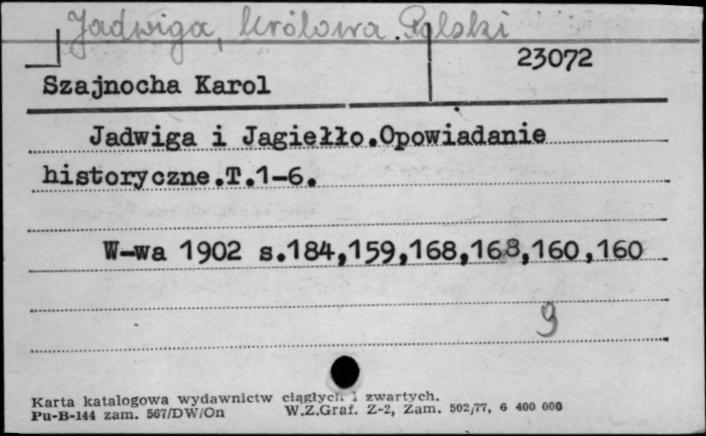 Jadwiga, królowa Polski
23072
Szajnocha Karol
Jadwiga i Jagiełło.Opowiadanie
historyczne.T.1-6.
W-wa 1902 s.184,159,168,168,160,160
9
Karta katalogowa wydawnictw ciągłych i zwartych.
Pu-B-144 zam. 567/DW/On W.Z.Graf. Z-2, Zam. 502/77, 6 400 000